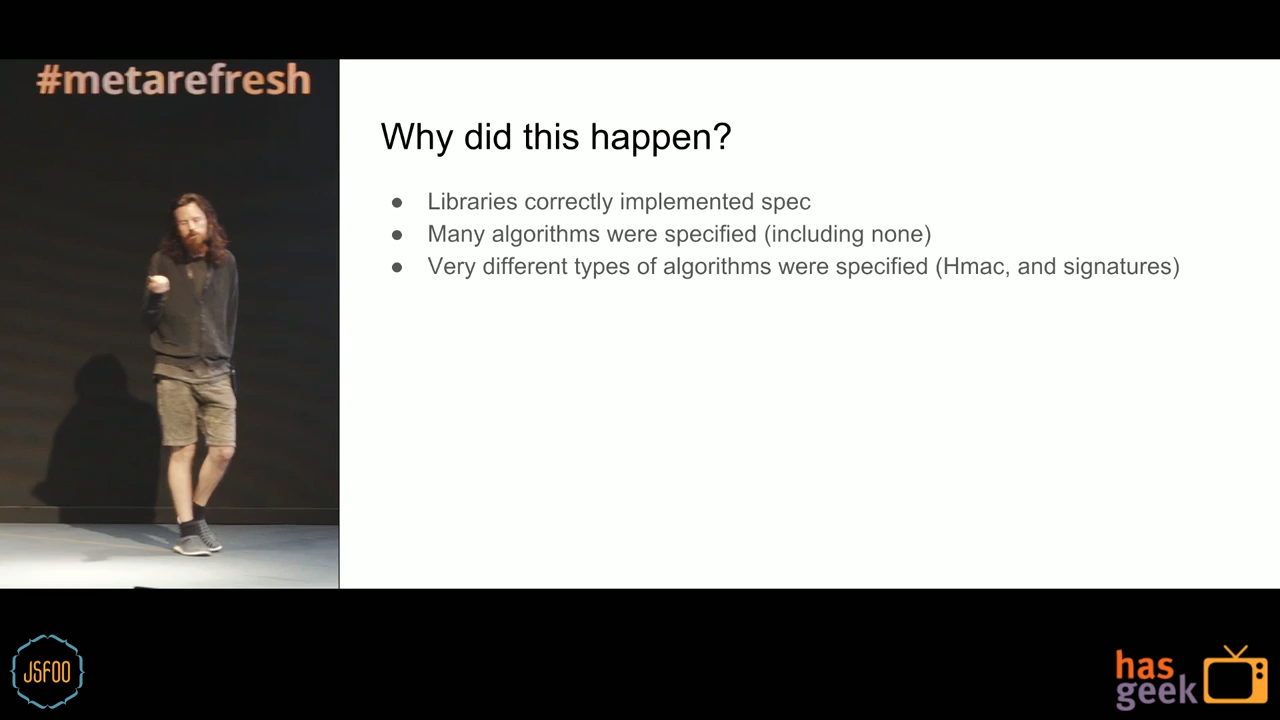 #metarefresh
Why did this happen?
● Libraries correctly implemented spec
● Many algorithms were specified (including none)
● Very different types of algorithms were specified (Hmac, and signatures)
JSFOO
has
geek